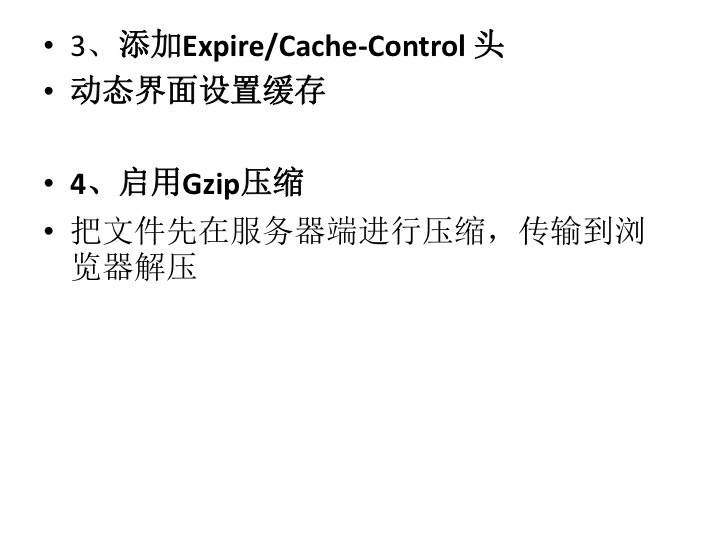 • 3、添加Expire/Cache-Control 头
• 动态界面设置缓存
• 4、启用Gzip压缩
• 把文件先在服务器端进行压缩，传输到浏
览器解压